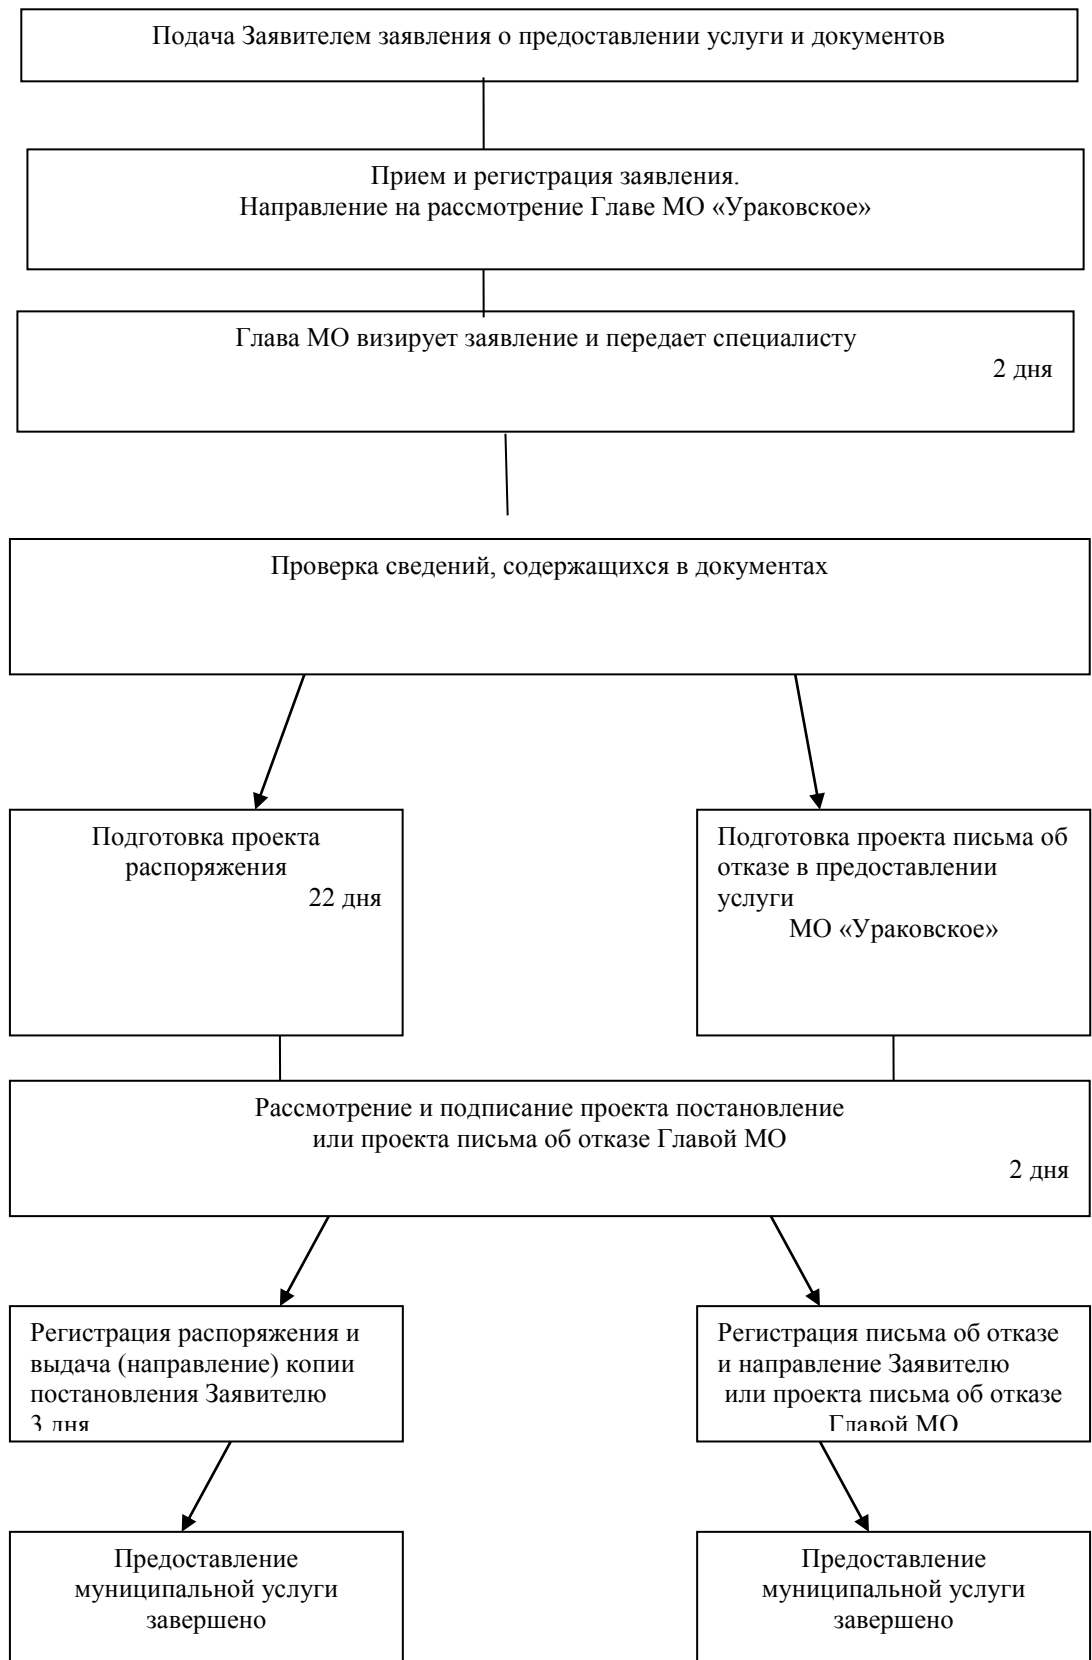 Подача Заявителем заявления о предоставлении услуги и документов
Прием и регистрация заявления.
Направление на рассмотрение Главе МО «Ураковское»
Глава МО визирует заявление и передает специалисту
2 дня
Проверка сведений, содержащихся в документах
Подготовка проекта
распоряжения
22 дня
Подготовка проекта письма об
отказе в предоставлении
услуги
МО «Ураковское»
Рассмотрение и подписание проекта постановление
или проекта письма об отказе Главой МО
2 дня
Регистрация распоряжения и
выдача (направление) копии
постановления Заявителю
3 дня
Регистрация письма об отказе
и направление Заявителю
или проекта письма об отказе
Главой МО
Предоставление
муниципальной услуги
завершено
Предоставление
муниципальной услуги
завершено